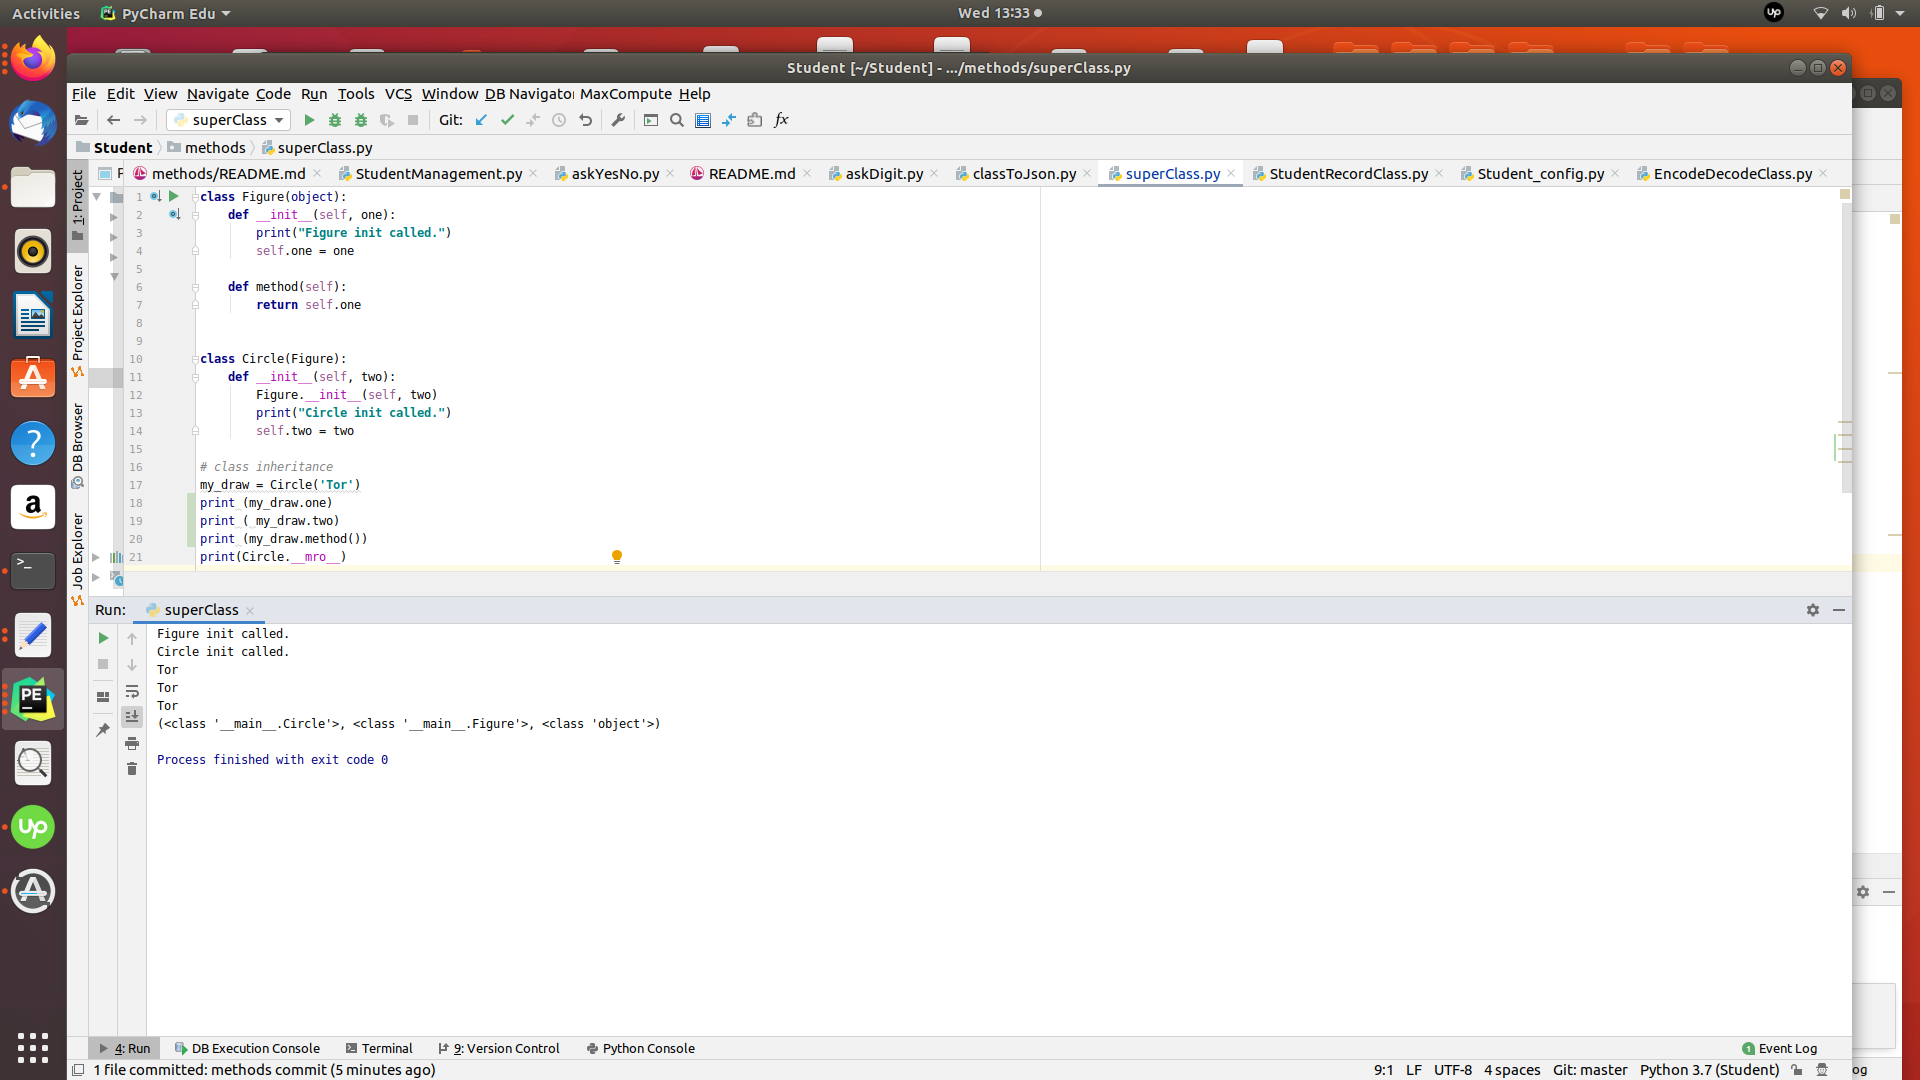 Activities PyCharm Edu Wed 13:33
Student [~/Student] - .../methods/superClass.py
File Edit View Navigate Code Run Tools VCS Window DB Navigator MaxCompute Help
superClass Git:
Student methods superClass.py
P methods/README.md StudentManagement.py askYesNo.py README.md askDigit.py classToJson.py superClass.py StudentRecordClass.py Student_config.py EncodeDecodeClass.py
1: Project
Project Explorer
DB Browser
Job Explorer
1 class Figure(object):
2 def __init__(self, one):
3 print("Figure init called.")
4 self.one = one
5
6 def method(self):
7 return self.one
8
9
10 class Circle(Figure):
11 def __init__(self, two):
12 Figure.__init__(self, two)
13 print("Circle init called.")
14 self.two = two
15
16 # class inheritance
17 my_draw = Circle('Tor')
18 print (my_draw.one)
19 print ( my_draw.two)
20 print (my_draw.method())
21 print(Circle.__mro__)
Run: superClass
Figure init called.
Circle init called.
Tor
Tor
Tor
(<class '__main__.Circle'>, <class '__main__.Figure'>, <class 'object'>)
Process finished with exit code 0
4: Run DB Execution Console Terminal 9: Version Control Python Console 1 Event Log
1 file committed: methods commit (5 minutes ago) 9:1 LF UTF-8 4 spaces Git: master Python 3.7 (Student) og